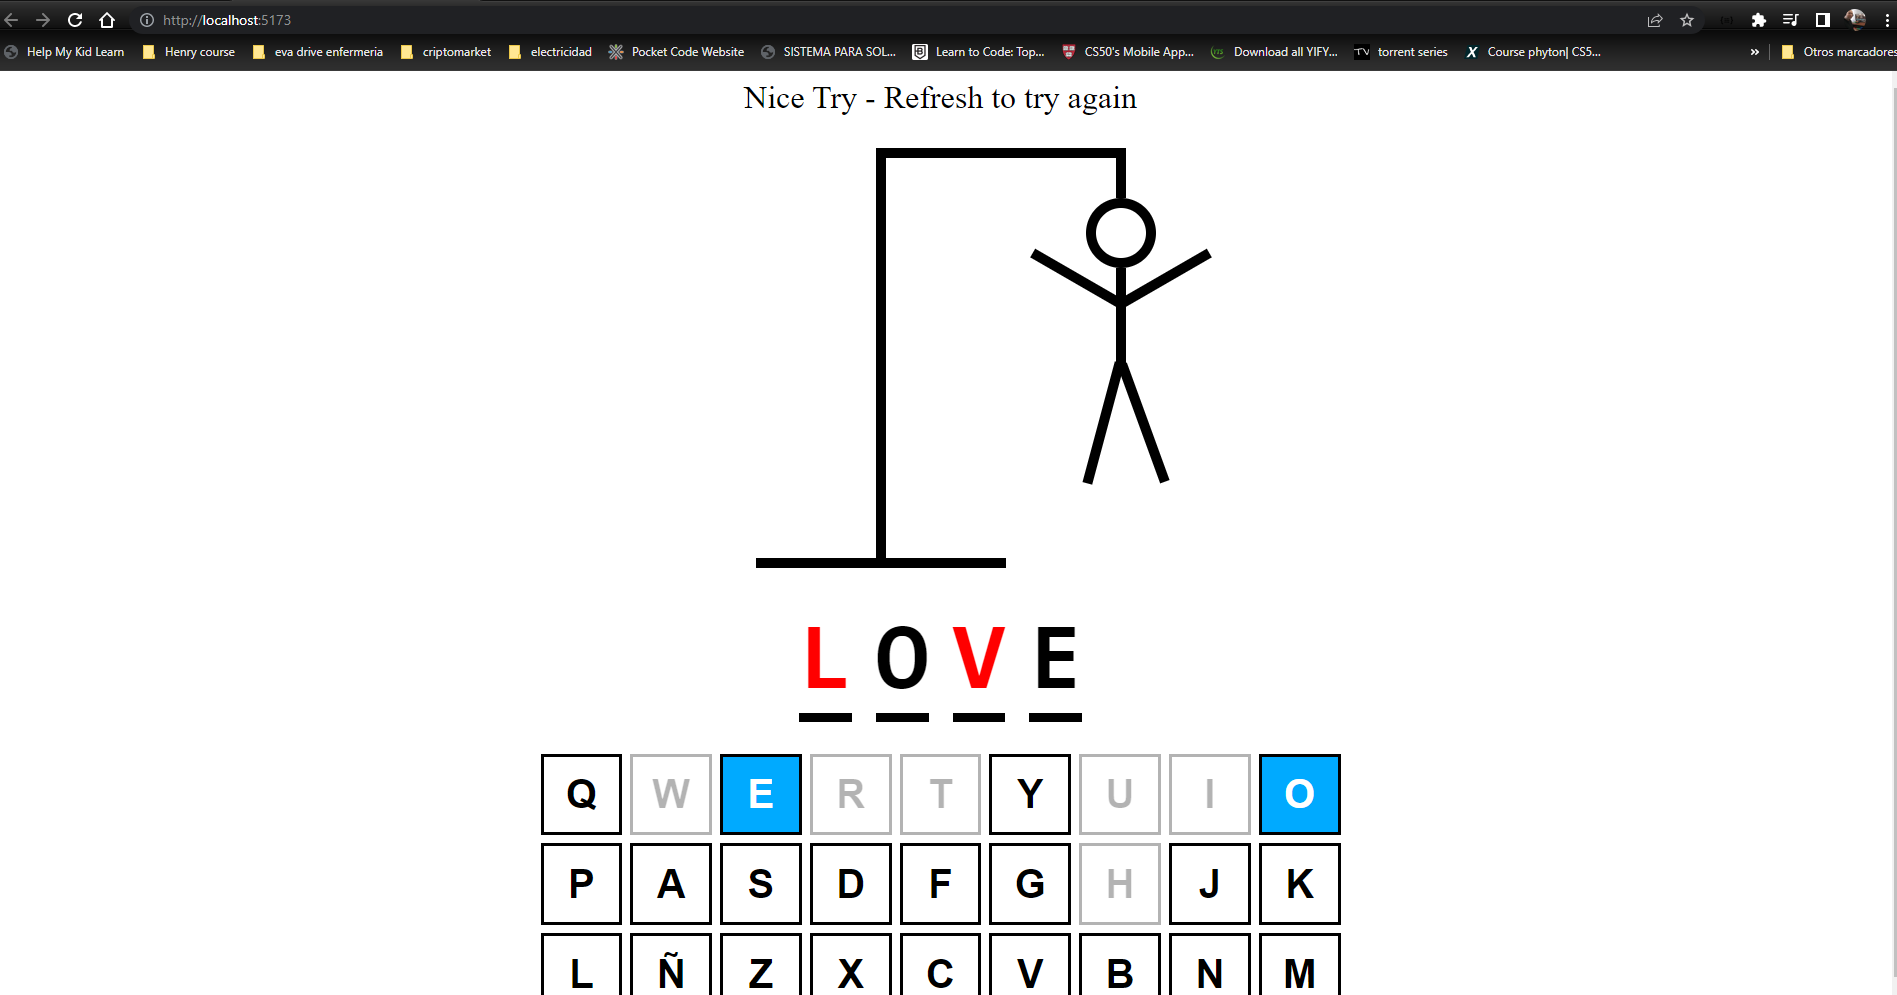 http://localhost:5173
Help My Kid Learn Henry course eva drive enfermeria criptomarket electricidad Pocket Code Website SISTEMA PARA SOL... Learn to Code: Top... CS50's Mobile App... Download all YIFY... torrent series Course phyton| CS5... » Otros marcadores
Nice Try - Refresh to try again
L O V E
Q W E R T Y U I O
P A S D F G H J K
L Ñ Z X C V B N M